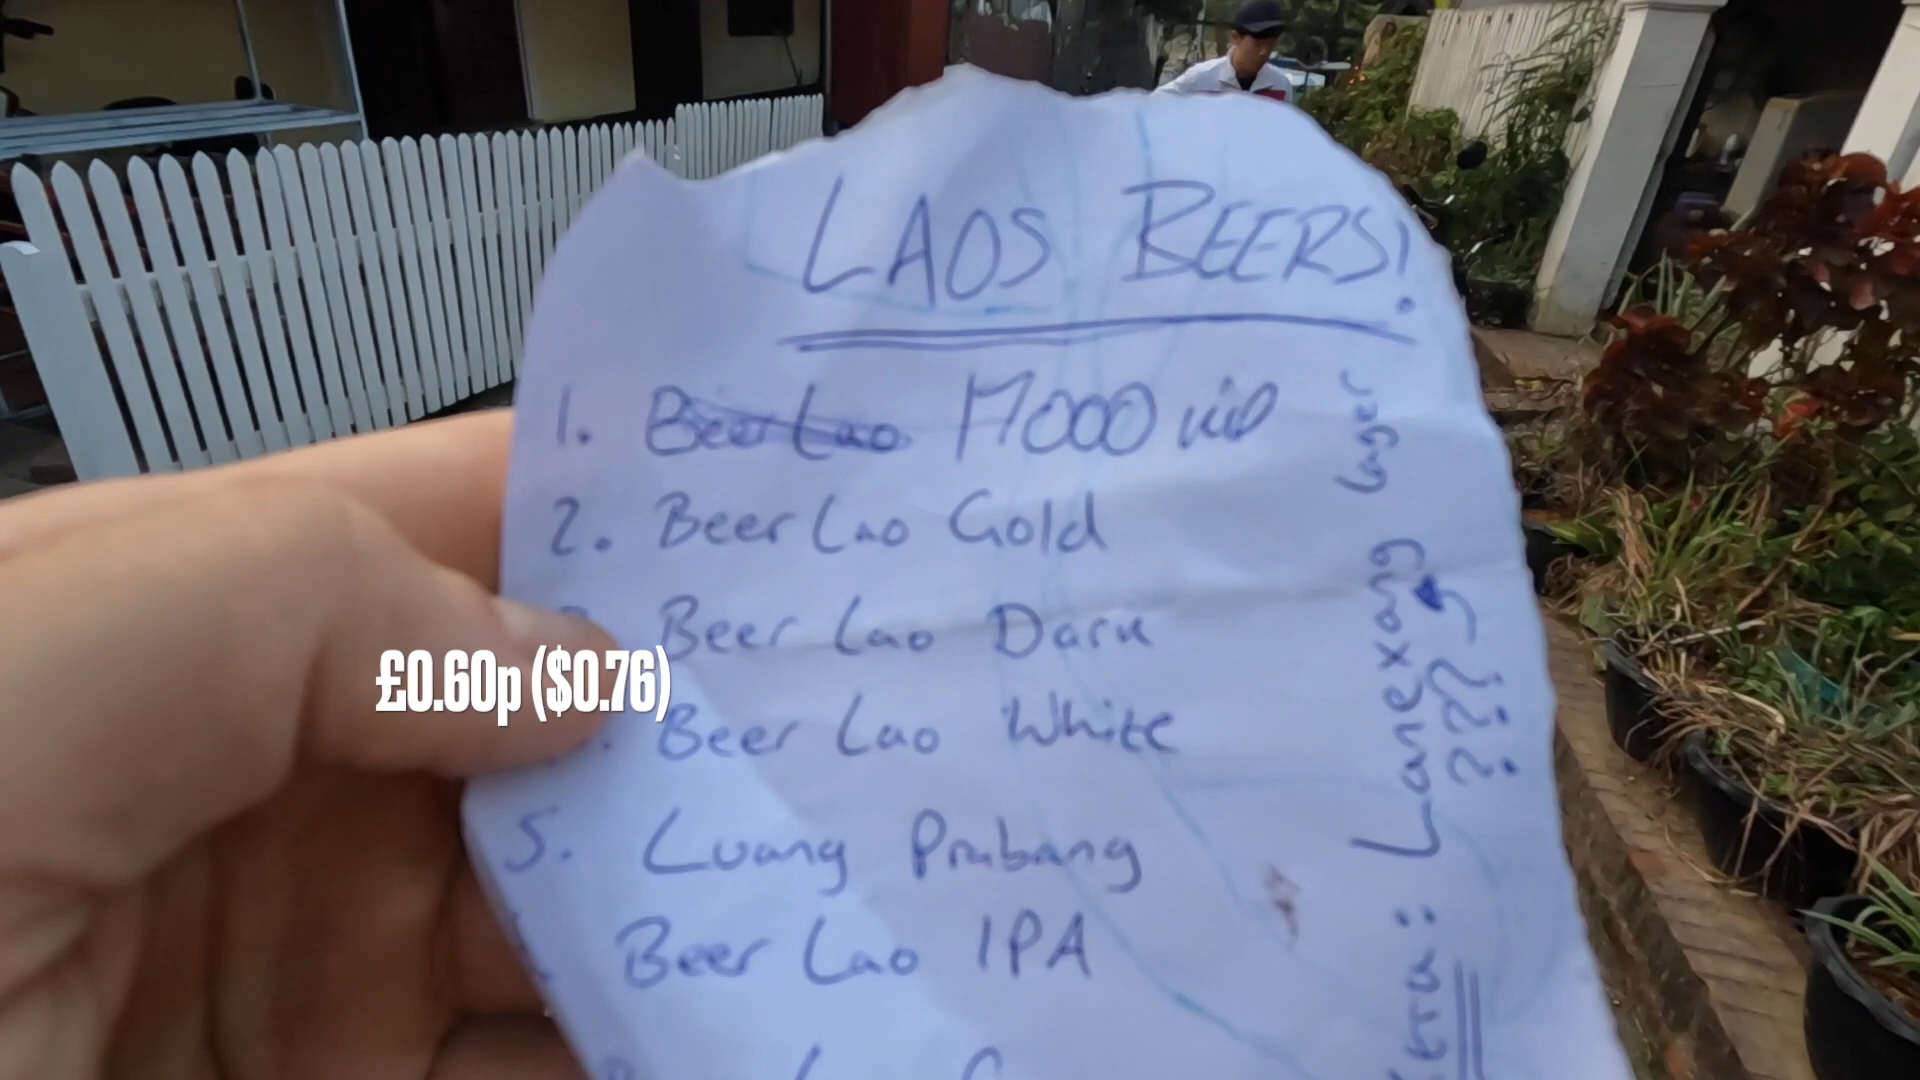 LAOS BEERS!
1. Beer Lao 17000 kip
2. Beer Lao Gold
Beer Lao Dark
£0.60p ($0.76)
Beer Lao White
5. Luang Prabang
Beer Lao IPA
Lanexang Lager
???